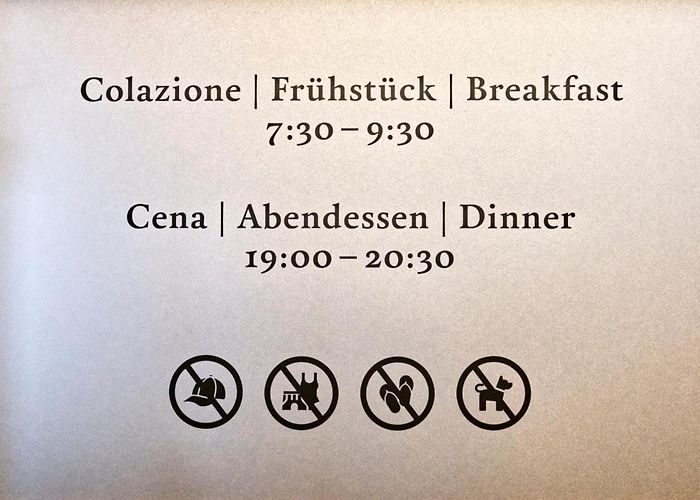 Colazione | Frühstück | Breakfast
7:30 – 9:30
Cena | Abendessen | Dinner
19:00 – 20:30